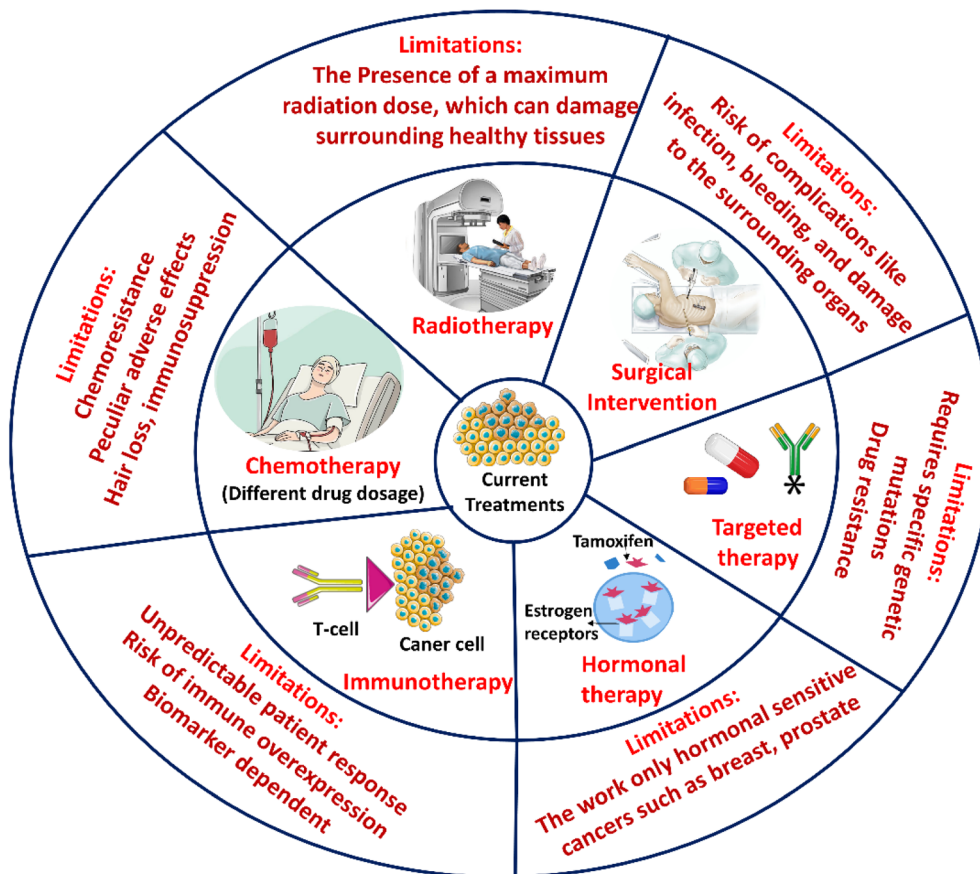 Limitations:
The Presence of a maximum
radiation dose, which can damage
surrounding healthy tissues
Radiotherapy
Limitations:
Risk of complications like
infection, bleeding, and damage
to the surrounding organs
Surgical
Intervention
Limitations:
Requires specific genetic
mutations
Drug resistance
Targeted
therapy
Limitations:
The work only hormonal sensitive
cancers such as breast, prostate
Tamoxifen
Estrogen
receptors
Hormonal
therapy
Limitations:
Unpredictable patient response
Risk of immune overexpression
Biomarker dependent
T-cell
Caner cell
Immunotherapy
Limitations:
Chemoresistance
Peculiar adverse effects
Hair loss, immunosuppression
Chemotherapy
(Different drug dosage)
Current
Treatments